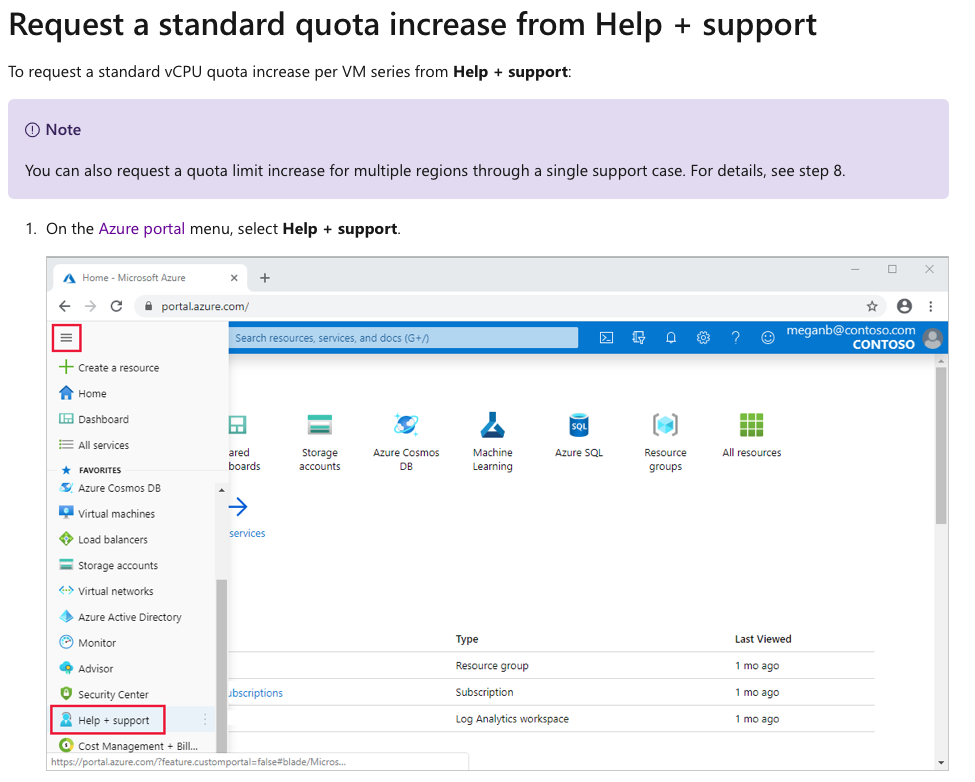 Request a standard quota increase from Help + support
To request a standard vCPU quota increase per VM series from Help + support:
Note
You can also request a quota limit increase for multiple regions through a single support case. For details, see step 8.
1. On the Azure portal menu, select Help + support.
Home - Microsoft Azure
portal.azure.com/
Search resources, services, and docs (G+/)
meganb@contoso.com
CONTOSO
Create a resource
Home
Dashboard
All services
FAVORITES
Azure Cosmos DB
Virtual machines
Load balancers
Storage accounts
Virtual networks
Azure Active Directory
Monitor
Advisor
Security Center
Help + support
Cost Management + Bill...
https://portal.azure.com/?feature.customportal=false#blade/Micros...
ared
boards
Storage
accounts
Azure Cosmos
DB
Machine
Learning
SQL
Azure SQL
Resource
groups
All resources
services
Type
Last Viewed
Resource group
1 mo ago
ubscriptions
Subscription
1 mo ago
Log Analytics workspace
1 mo ago